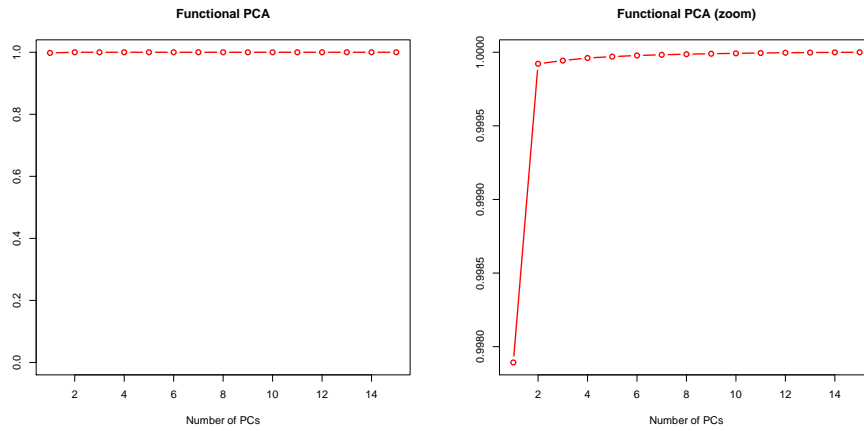 Functional PCA
1.0
0.8
0.6
0.4
0.2
0.0
2 4 6 8 10 12 14
Number of PCs
Functional PCA (zoom)
1.0000
0.9995
0.9990
0.9985
0.9980
2 4 6 8 10 12 14
Number of PCs